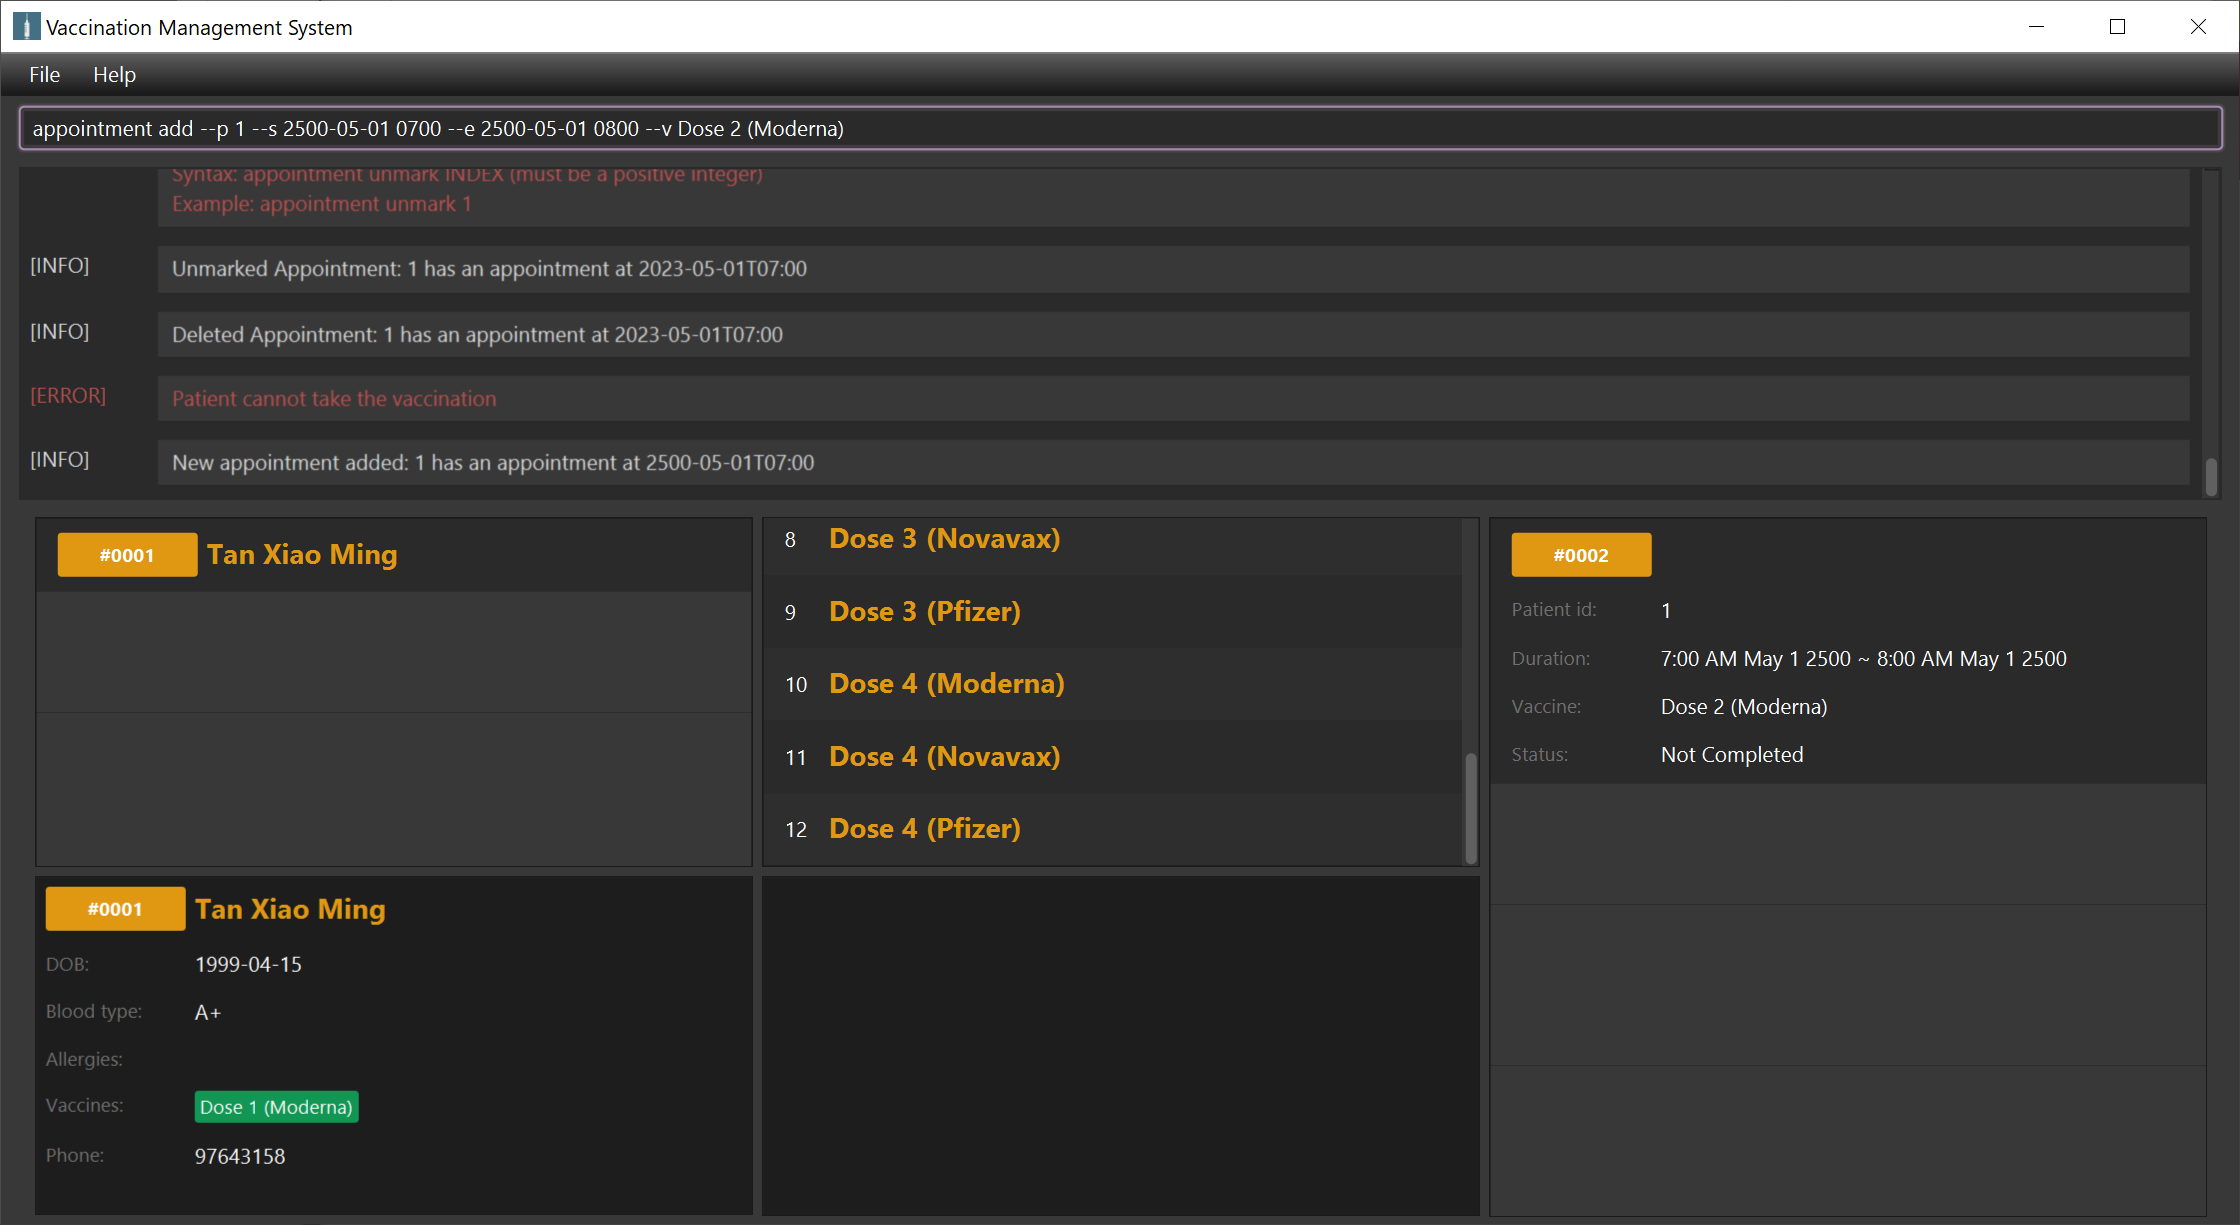 Vaccination Management System
File Help
appointment add --p 1 --s 2500-05-01 0700 --e 2500-05-01 0800 --v Dose 2 (Moderna)
Syntax: appointment unmark INDEX (must be a positive integer)
Example: appointment unmark 1
[INFO] Unmarked Appointment: 1 has an appointment at 2023-05-01T07:00
[INFO] Deleted Appointment: 1 has an appointment at 2023-05-01T07:00
[ERROR] Patient cannot take the vaccination
[INFO] New appointment added: 1 has an appointment at 2500-05-01T07:00
#0001 Tan Xiao Ming
8 Dose 3 (Novavax)
9 Dose 3 (Pfizer)
10 Dose 4 (Moderna)
11 Dose 4 (Novavax)
12 Dose 4 (Pfizer)
#0002
Patient id: 1
Duration: 7:00 AM May 1 2500 ~ 8:00 AM May 1 2500
Vaccine: Dose 2 (Moderna)
Status: Not Completed
#0001 Tan Xiao Ming
DOB: 1999-04-15
Blood type: A+
Allergies:
Vaccines: Dose 1 (Moderna)
Phone: 97643158